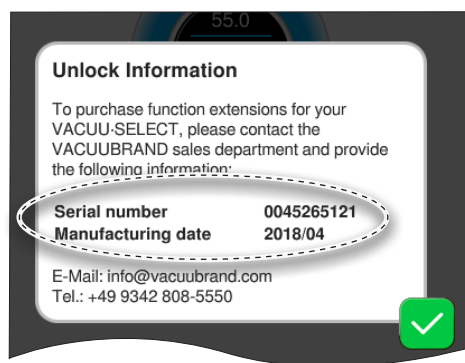 55.0
Unlock Information
To purchase function extensions for your
VACUU·SELECT, please contact the
VACUUBRAND sales department and provide
the following information:
Serial number 0045265121
Manufacturing date 2018/04
E-Mail: info@vacuubrand.com
Tel.: +49 9342 808-5550